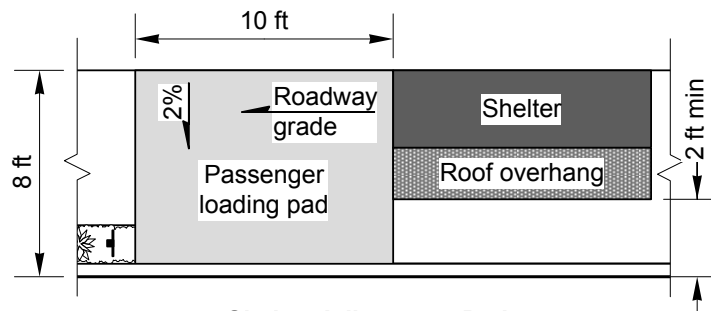 10 ft
2%
Roadway
grade
Shelter
2 ft min
8 ft
Passenger
loading pad
Roof overhang